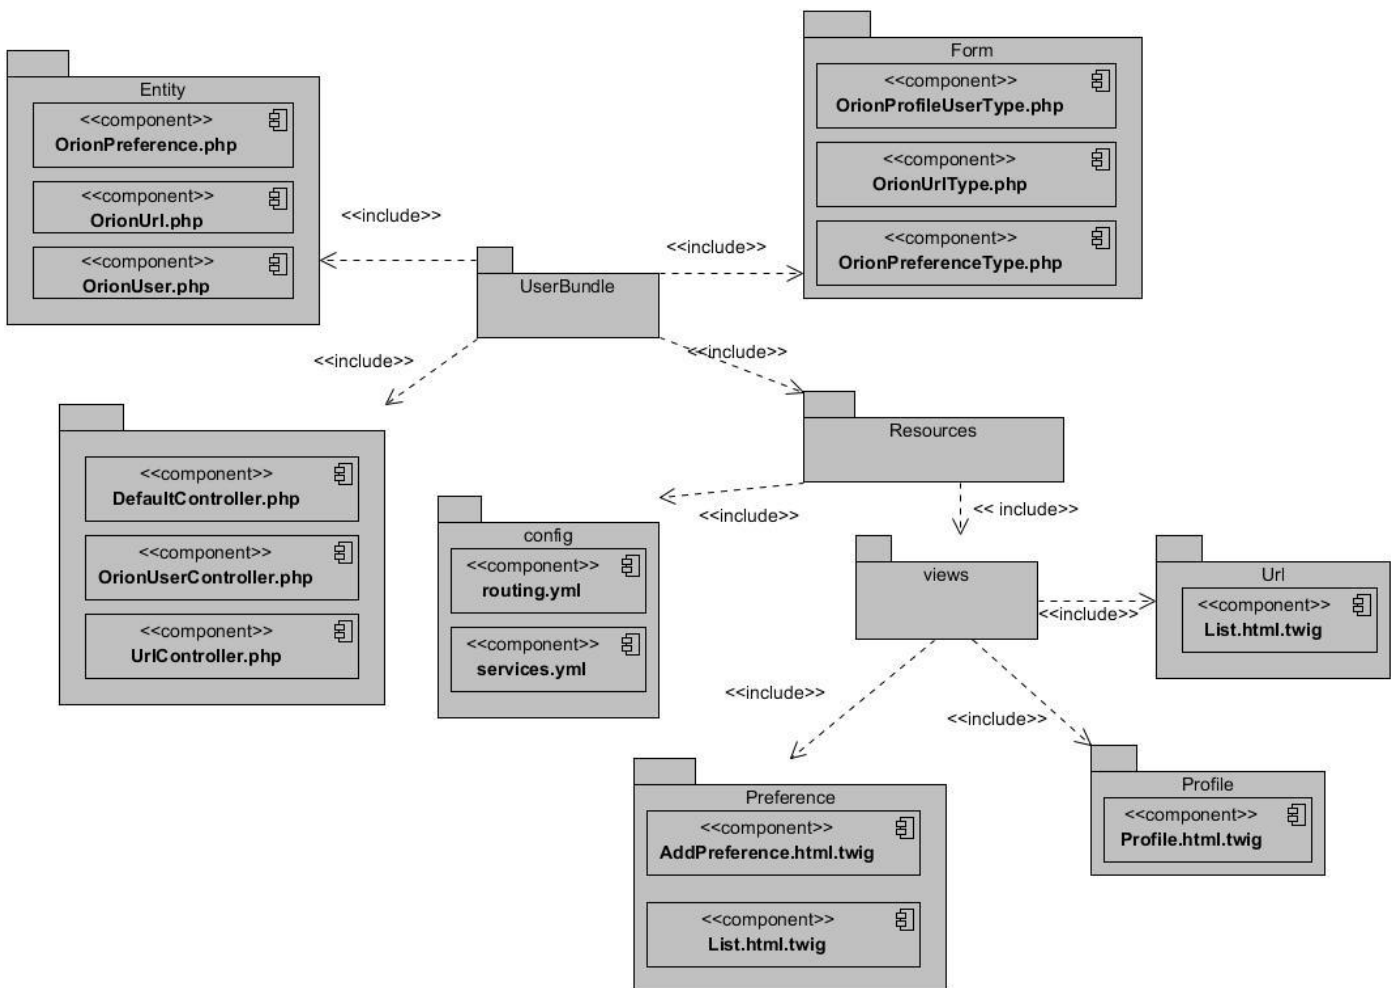 Form
<<component>>
OrionProfileUserType.php
<<component>>
OrionUrlType.php
<<component>>
OrionPreferenceType.php
Entity
<<component>>
OrionPreference.php
<<component>>
OrionUrl.php
<<component>>
OrionUser.php
<<include>>
<<include>>
UserBundle
<<include>>
<<include>>
<<component>>
DefaultController.php
<<component>>
OrionUserController.php
<<component>>
UrlController.php
Resources
<<include>>
<< include>>
config
<<component>>
routing.yml
<<component>>
services.yml
views
<<include>>
Url
<<component>>
List.html.twig
<<include>>
<<include>>
Preference
<<component>>
AddPreference.html.twig
<<component>>
List.html.twig
Profile
<<component>>
Profile.html.twig